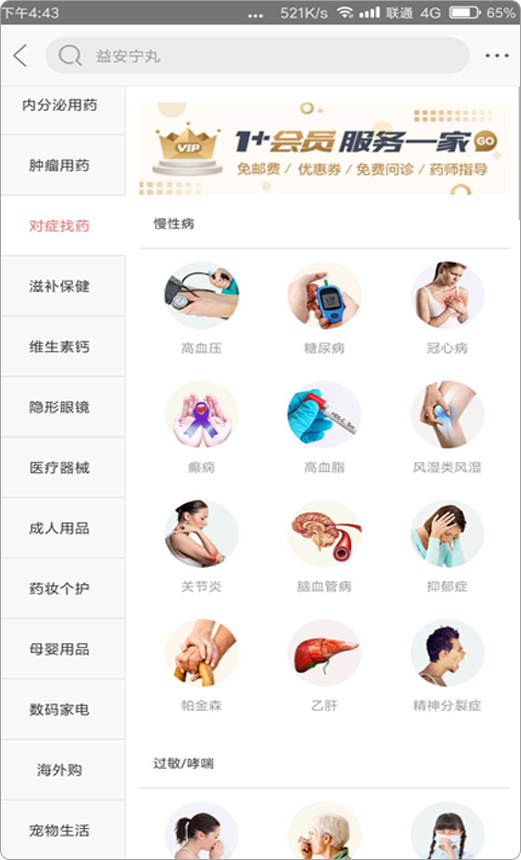 下午4:43
... 521K/s 联通 4G 65%
益安宁丸
内分泌用药
肿瘤用药
对症找药
滋补保健
维生素钙
隐形眼镜
医疗器械
成人用品
药妆个护
母婴用品
数码家电
海外购
宠物生活
VIP
1+会员 服务一家 GO
免邮费 / 优惠券 / 免费问诊 / 药师指导
慢性病
高血压 糖尿病 冠心病
癫痫 高血脂 风湿类风湿
关节炎 脑血管病 抑郁症
帕金森 乙肝 精神分裂症
过敏/哮喘